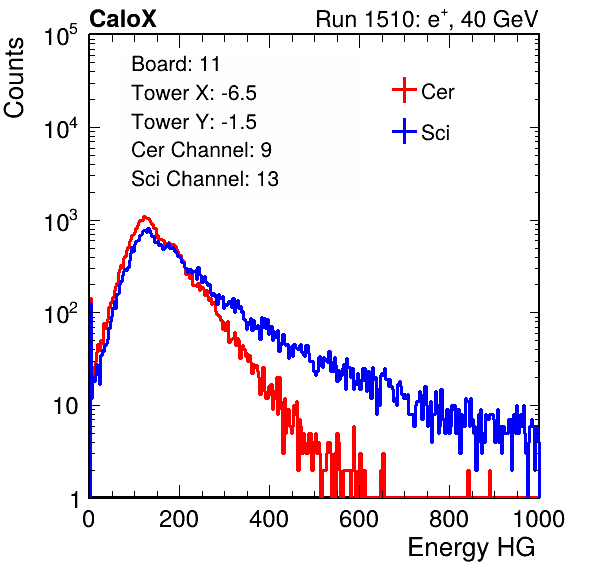 CaloX Run 1510: e⁺, 40 GeV
Counts
10⁵
10⁴
10³
10²
10
1
Board: 11
Tower X: -6.5
Tower Y: -1.5
Cer Channel: 9
Sci Channel: 13
Cer
Sci
0 200 400 600 800 1000
Energy HG